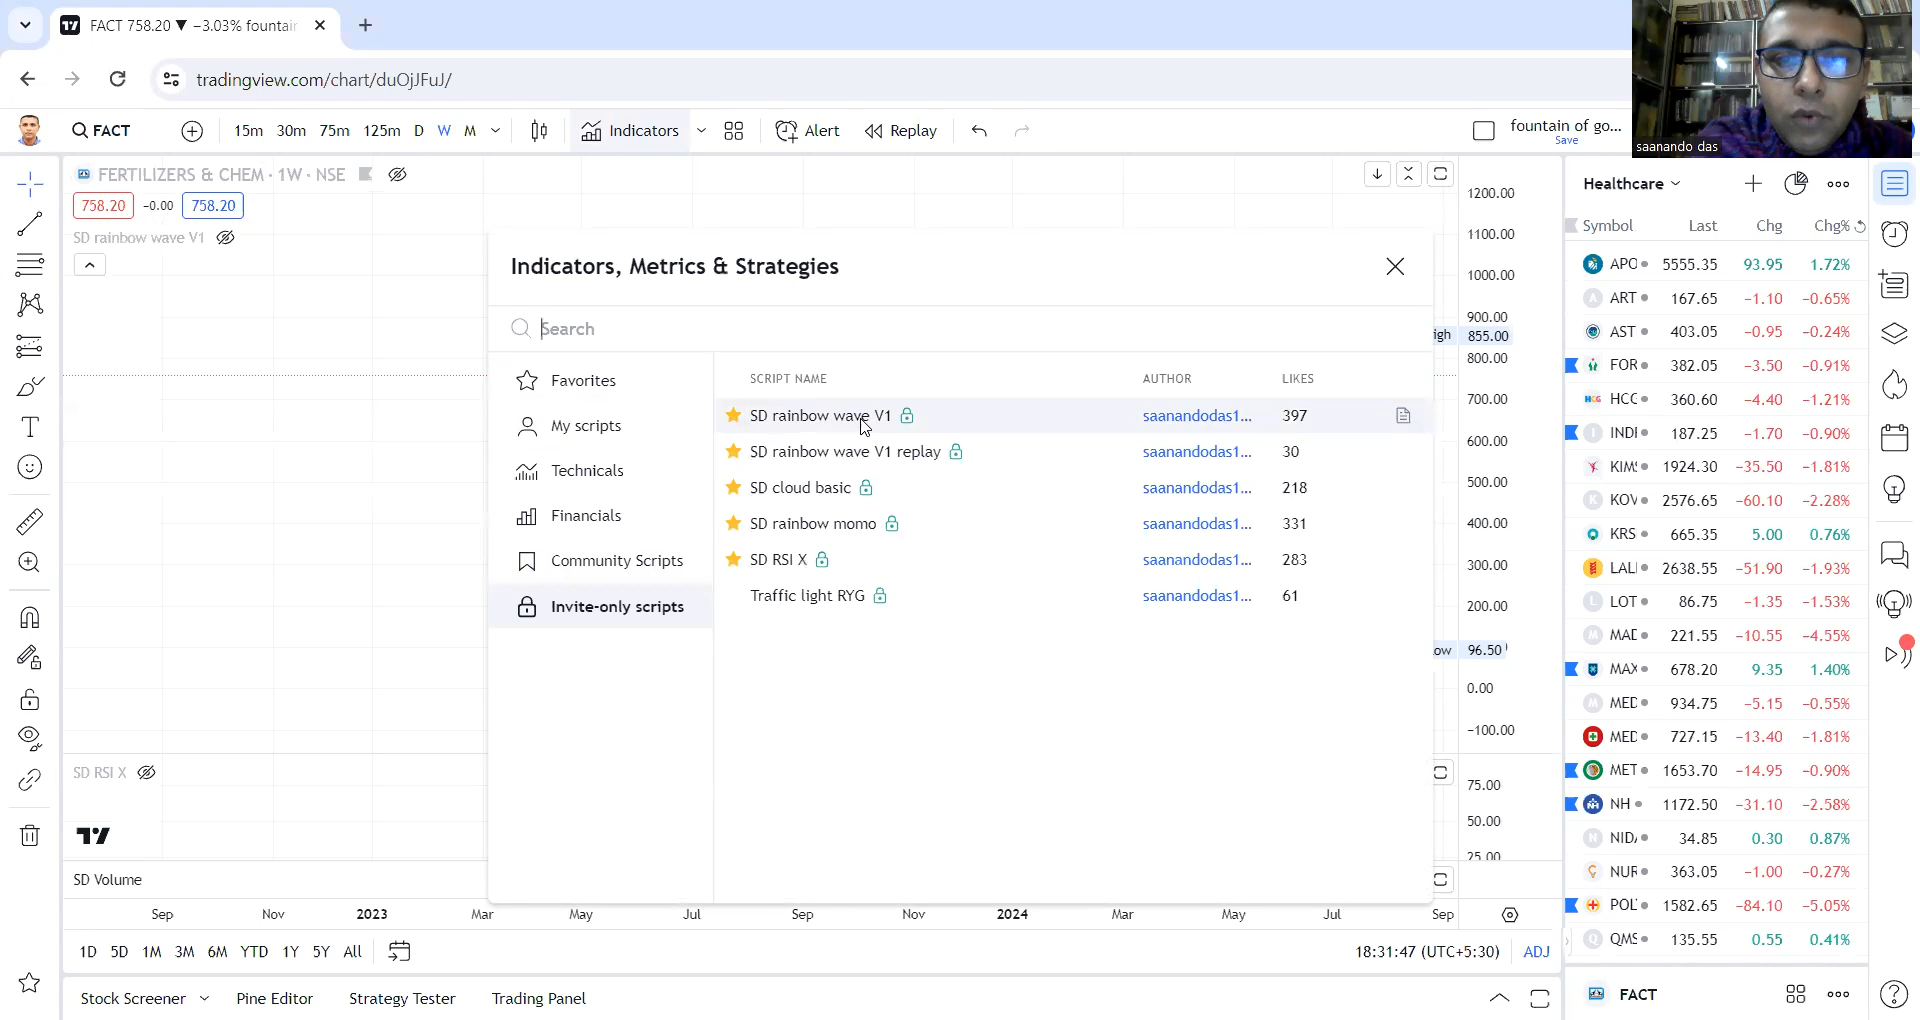 FACT 758.20 ▼ −3.03% fountain
tradingview.com/chart/duOjJFuJ/
FACT
15m 30m 75m 125m D W M
Indicators
Alert
Replay
fountain of go...
Save
saanando das
FERTILIZERS & CHEM · 1W · NSE
758.20 −0.00 758.20
SD rainbow wave V1
Indicators, Metrics & Strategies
Search
Favorites
My scripts
Technicals
Financials
Community Scripts
Invite-only scripts
SCRIPT NAME AUTHOR LIKES
SD rainbow wave V1 saanandodas1... 397
SD rainbow wave V1 replay saanandodas1... 30
SD cloud basic saanandodas1... 218
SD rainbow momo saanandodas1... 331
SD RSI X saanandodas1... 283
Traffic light RYG saanandodas1... 61
1200.00
1100.00
1000.00
900.00
igh 855.00
800.00
700.00
600.00
500.00
400.00
300.00
200.00
ow 96.50
0.00
−100.00
75.00
50.00
25.00
SD RSI X
SD Volume
Sep Nov 2023 Mar May Jul Sep Nov 2024 Mar May Jul Sep
1D 5D 1M 3M 6M YTD 1Y 5Y All
18:31:47 (UTC+5:30) ADJ
Stock Screener Pine Editor Strategy Tester Trading Panel
Healthcare
Symbol Last Chg Chg%
APO 5555.35 93.95 1.72%
ART 167.65 −1.10 −0.65%
AST 403.05 −0.95 −0.24%
FOR 382.05 −3.50 −0.91%
HCG 360.60 −4.40 −1.21%
INDI 187.25 −1.70 −0.90%
KIMS 1924.30 −35.50 −1.81%
KOV 2576.65 −60.10 −2.28%
KRS 665.35 5.00 0.76%
LAL 2638.55 −51.90 −1.93%
LOT 86.75 −1.35 −1.53%
MAD 221.55 −10.55 −4.55%
MAX 678.20 9.35 1.40%
MED 934.75 −5.15 −0.55%
MED 727.15 −13.40 −1.81%
MET 1653.70 −14.95 −0.90%
NH 1172.50 −31.10 −2.58%
NID 34.85 0.30 0.87%
NUR 363.05 −1.00 −0.27%
POL 1582.65 −84.10 −5.05%
QMS 135.55 0.55 0.41%
FACT